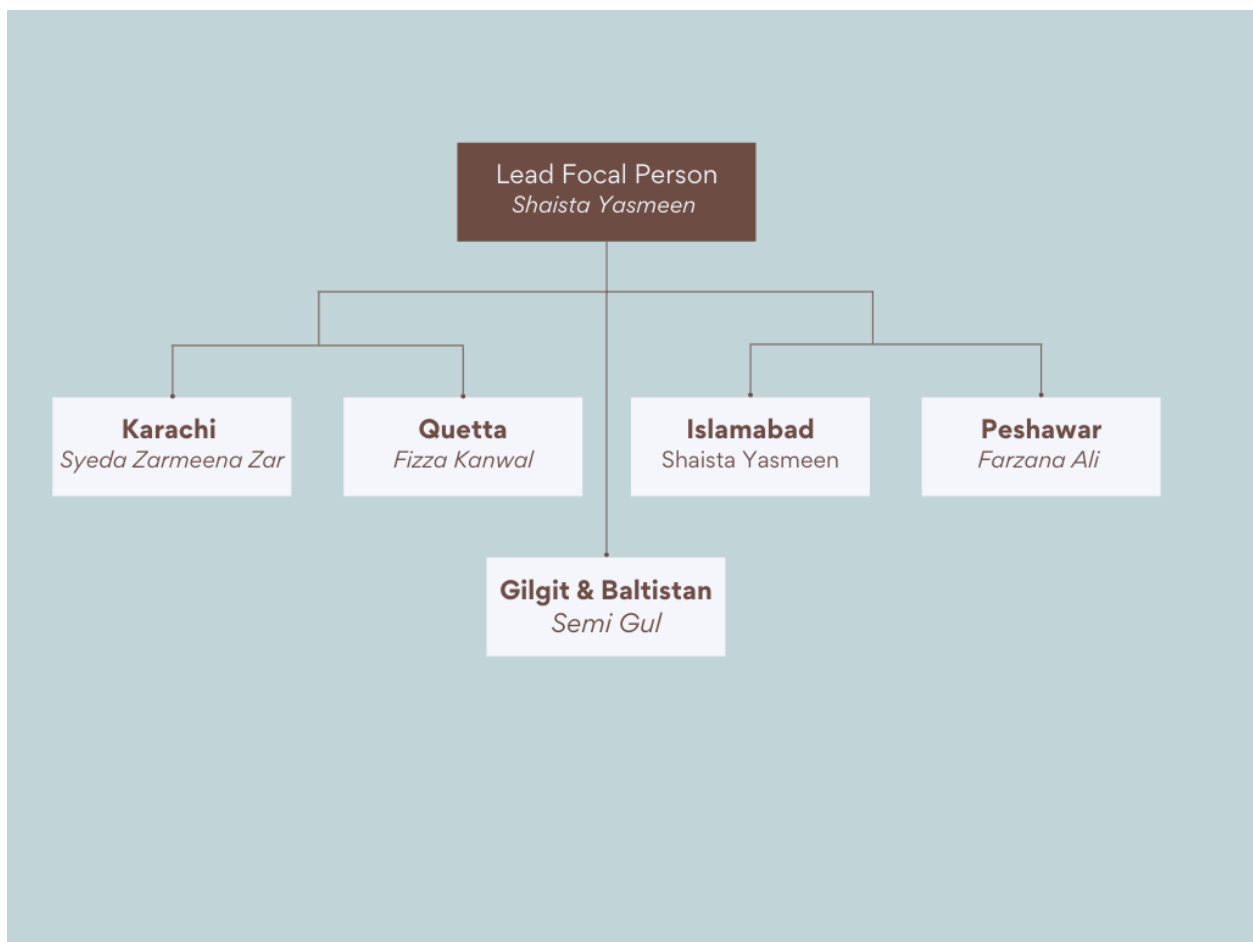 Lead Focal Person
Shaista Yasmeen
Karachi
Syeda Zarmeena Zar
Quetta
Fizza Kanwal
Islamabad
Shaista Yasmeen
Peshawar
Farzana Ali
Gilgit & Baltistan
Semi Gul